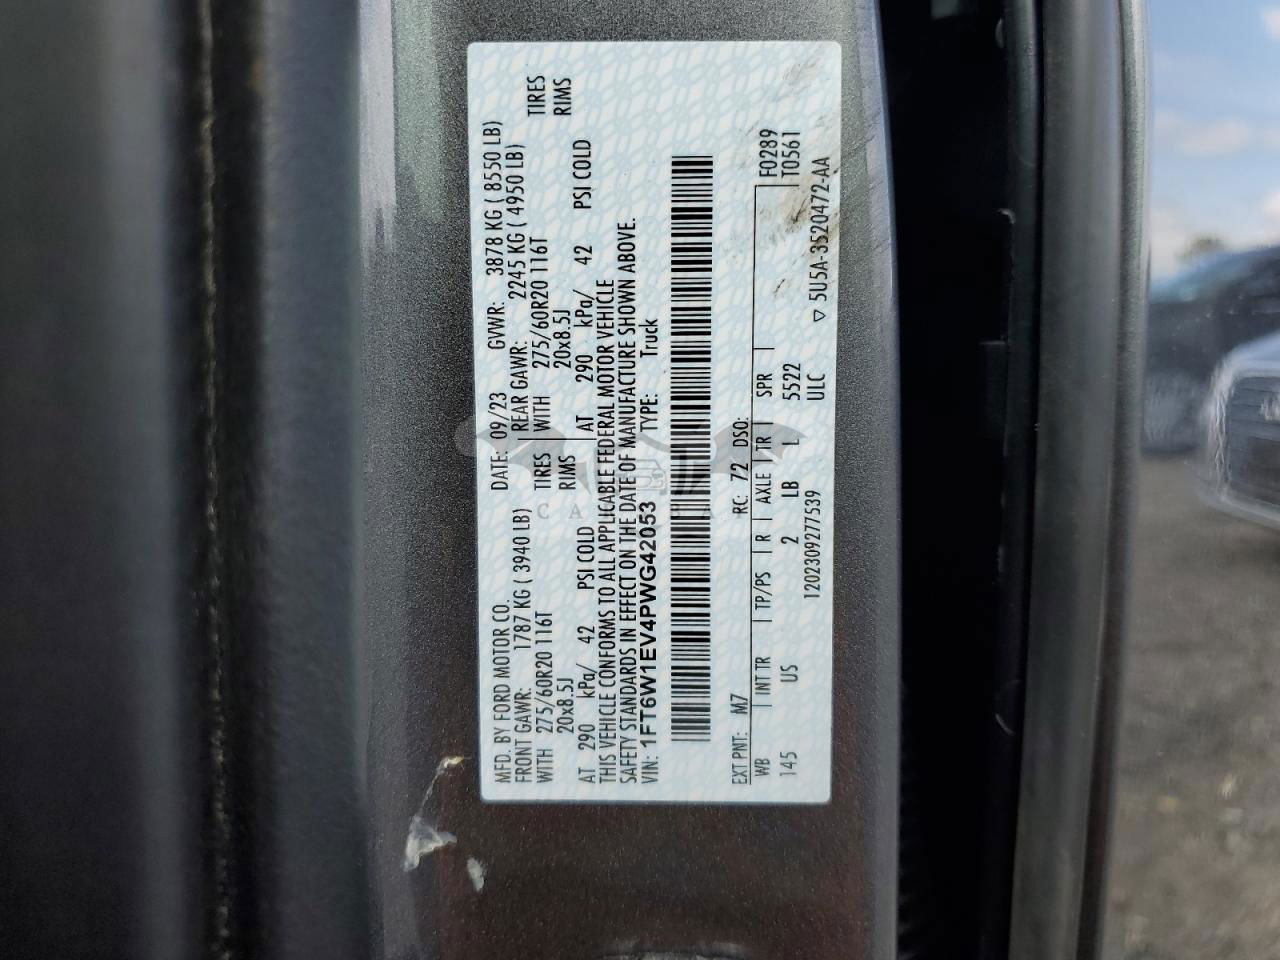 MFD. BY FORD MOTOR CO. DATE: 09/23 GVWR: 3878 KG ( 8550 LB)
FRONT GAWR: 1787 KG ( 3940 LB) REAR GAWR: 2245 KG ( 4950 LB)
WITH 275/60R20 116T TIRES WITH 275/60R20 116T TIRES
20x8.5J RIMS 20x8.5J RIMS
AT 290 kPa/ 42 PSI COLD AT 290 kPa/ 42 PSI COLD
THIS VEHICLE CONFORMS TO ALL APPLICABLE FEDERAL MOTOR VEHICLE
SAFETY STANDARDS IN EFFECT ON THE DATE OF MANUFACTURE SHOWN ABOVE.
VIN: 1FT6W1EV4PWG42053 TYPE: Truck
EXT PNT: M7 RC: 72 DSO:
WB INT TR TP/PS R AXLE TR SPR F0289
145 US 2 LB L 5522 T0561
1202309277539 ULC ▽ 5U5A-3520472-AA